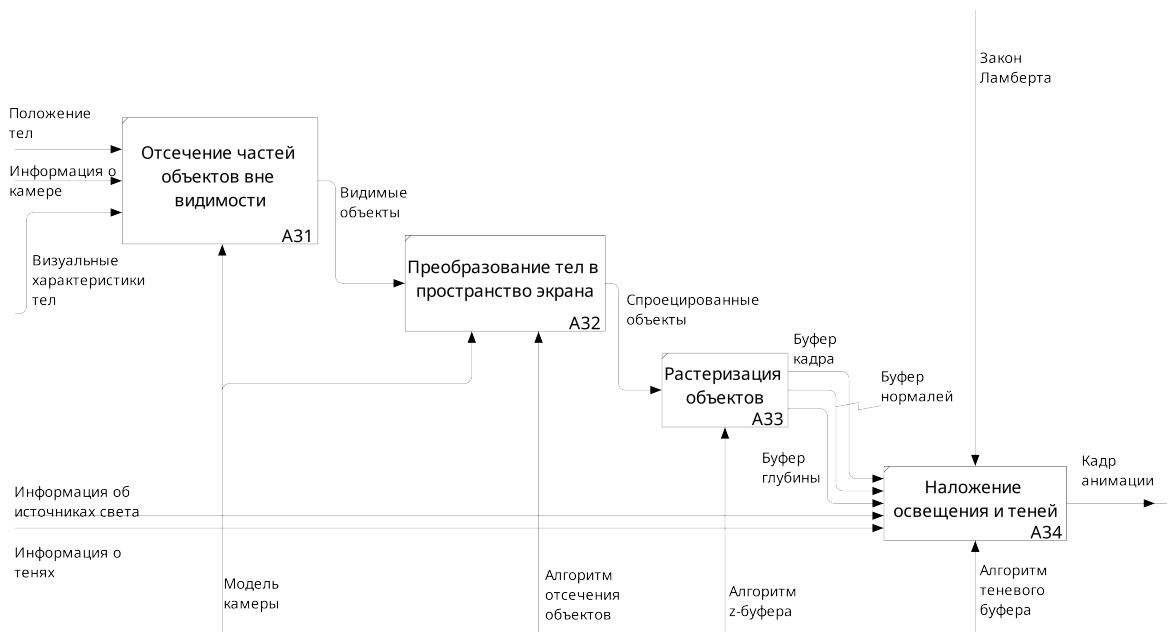 Закон
Ламберта
Положение
тел
Информация о
камере
Отсечение частей
объектов вне
видимости
A31
Видимые
объекты
Визуальные
характеристики
тел
Преобразование тел в
пространство экрана
A32
Спроецированные
объекты
Буфер
кадра
Растеризация
объектов
A33
Буфер
нормалей
Буфер
глубины
Кадр
анимации
Наложение
освещения и теней
A34
Информация об
источниках света
Информация о
тенях
Модель
камеры
Алгоритм
отсечения
объектов
Алгоритм
z-буфера
Алгоритм
теневого
буфера